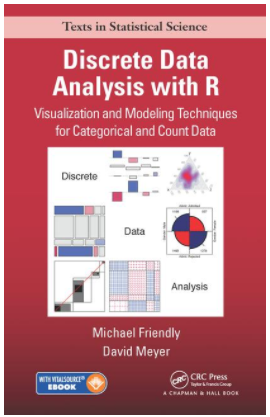 Texts in Statistical Science
Discrete Data
Analysis with R
Visualization and Modeling Techniques
for Categorical and Count Data
Discrete
Data
Analysis
Michael Friendly
David Meyer
WITH VITALSOURCE®
EBOOK
CRC Press
Taylor & Francis Group
A CHAPMAN & HALL BOOK